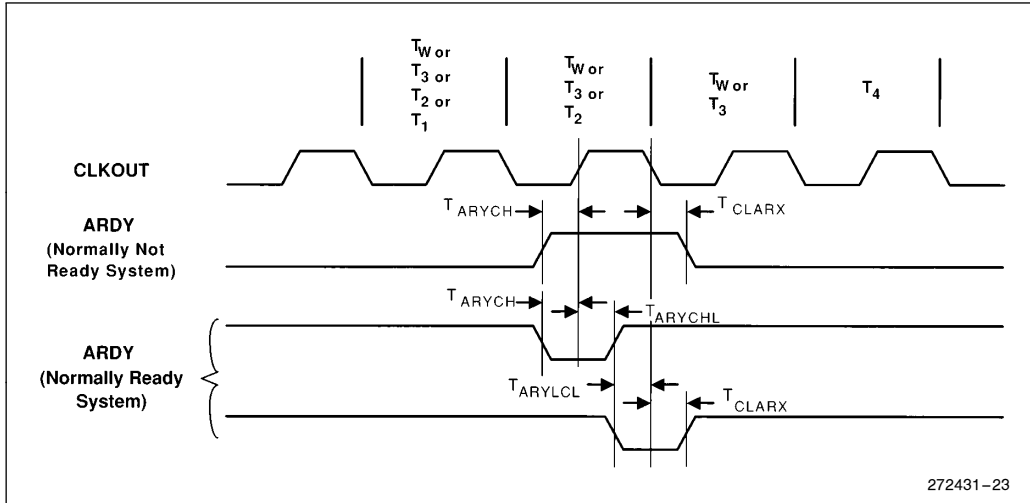 TW or
T3 or
T2 or
T1
TW or
T3 or
T2
TW or
T3
T4
CLKOUT
TARYCH
TCLARX
ARDY
(Normally Not
Ready System)
TARYCH
TARYCHL
ARDY
(Normally Ready
System)
TARYLCL
TCLARX
272431–23